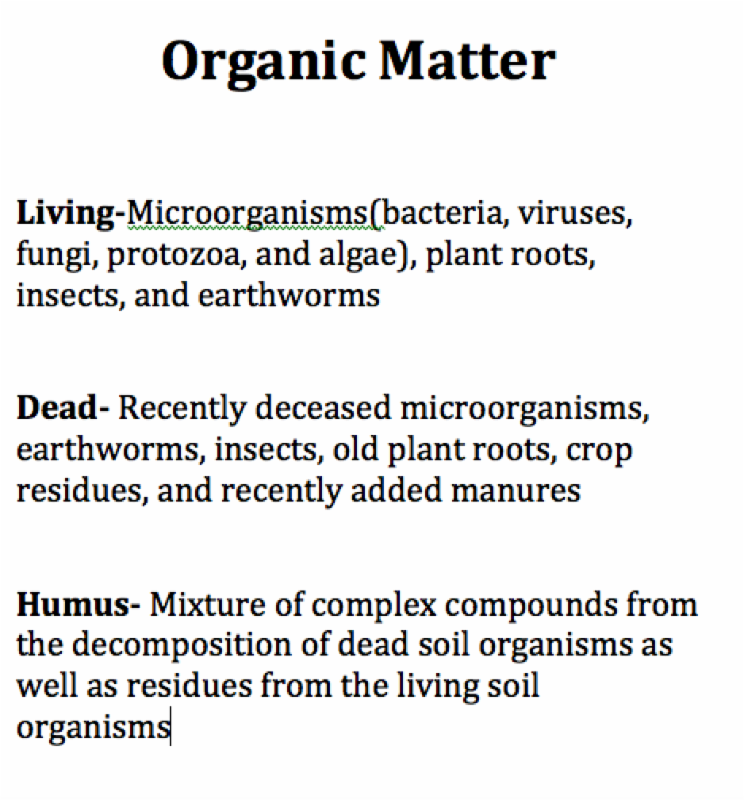 Organic Matter
Living-Microorganisms(bacteria, viruses,
fungi, protozoa, and algae), plant roots,
insects, and earthworms
Dead- Recently deceased microorganisms,
earthworms, insects, old plant roots, crop
residues, and recently added manures
Humus- Mixture of complex compounds from
the decomposition of dead soil organisms as
well as residues from the living soil
organisms